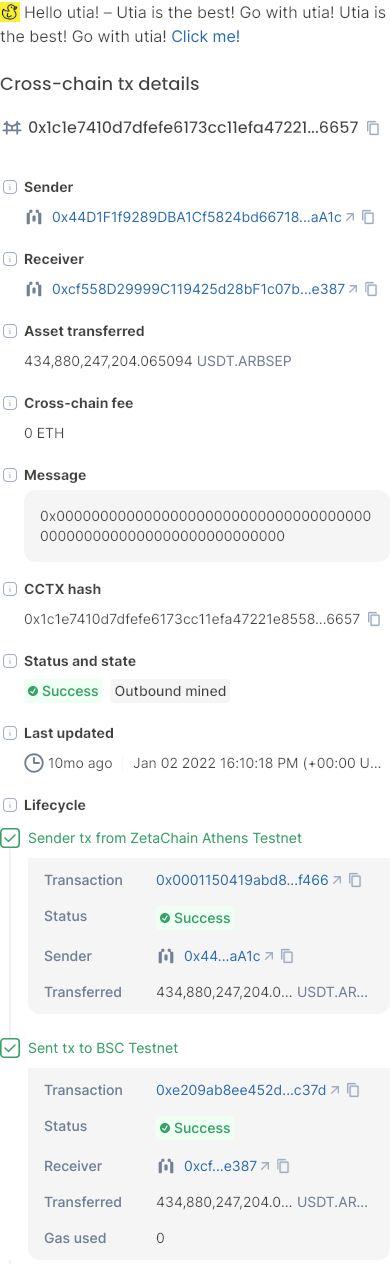 Hello utia! – Utia is the best! Go with utia! Utia is
the best! Go with utia! Click me!
Cross-chain tx details
0x1c1e7410d7dfefe6173cc11efa47221...6657
Sender
0x44D1F1f9289DBA1Cf5824bd66718...aA1c
Receiver
0xcf558D29999C119425d28bF1c07b...e387
Asset transferred
434,880,247,204.065094 USDT.ARBSEP
Cross-chain fee
0 ETH
Message
0x000000000000000000000000000000000000
0000000000000000000000000000
CCTX hash
0x1c1e7410d7dfefe6173cc11efa47221e8558...6657
Status and state
Success Outbound mined
Last updated
10mo ago Jan 02 2022 16:10:18 PM (+00:00 U...
Lifecycle
Sender tx from ZetaChain Athens Testnet
Transaction 0x0001150419abd8...f466
Status Success
Sender 0x44...aA1c
Transferred 434,880,247,204.0... USDT.AR...
Sent tx to BSC Testnet
Transaction 0xe209ab8ee452d...c37d
Status Success
Receiver 0xcf...e387
Transferred 434,880,247,204.0... USDT.AR...
Gas used 0